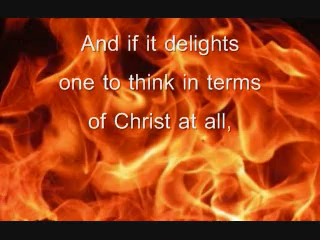 And if it delights
one to think in terms
of Christ at all,